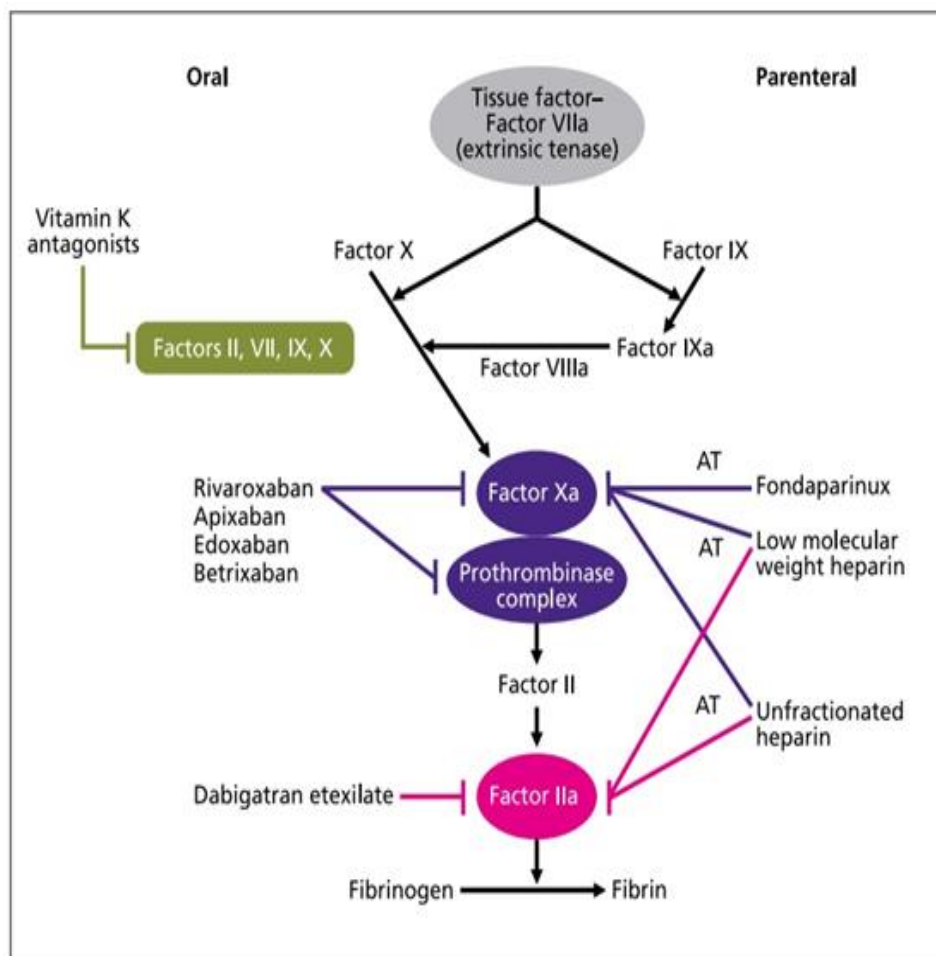 Oral
Parenteral
Tissue factor–
Factor VIIa
(extrinsic tenase)
Vitamin K
antagonists
Factor X
Factor IX
Factors II, VII, IX, X
Factor IXa
Factor VIIIa
Rivaroxaban
Apixaban
Edoxaban
Betrixaban
Factor Xa
AT
Fondaparinux
AT
Low molecular
weight heparin
Prothrombinase
complex
Factor II
AT
Unfractionated
heparin
Dabigatran etexilate
Factor IIa
Fibrinogen
Fibrin